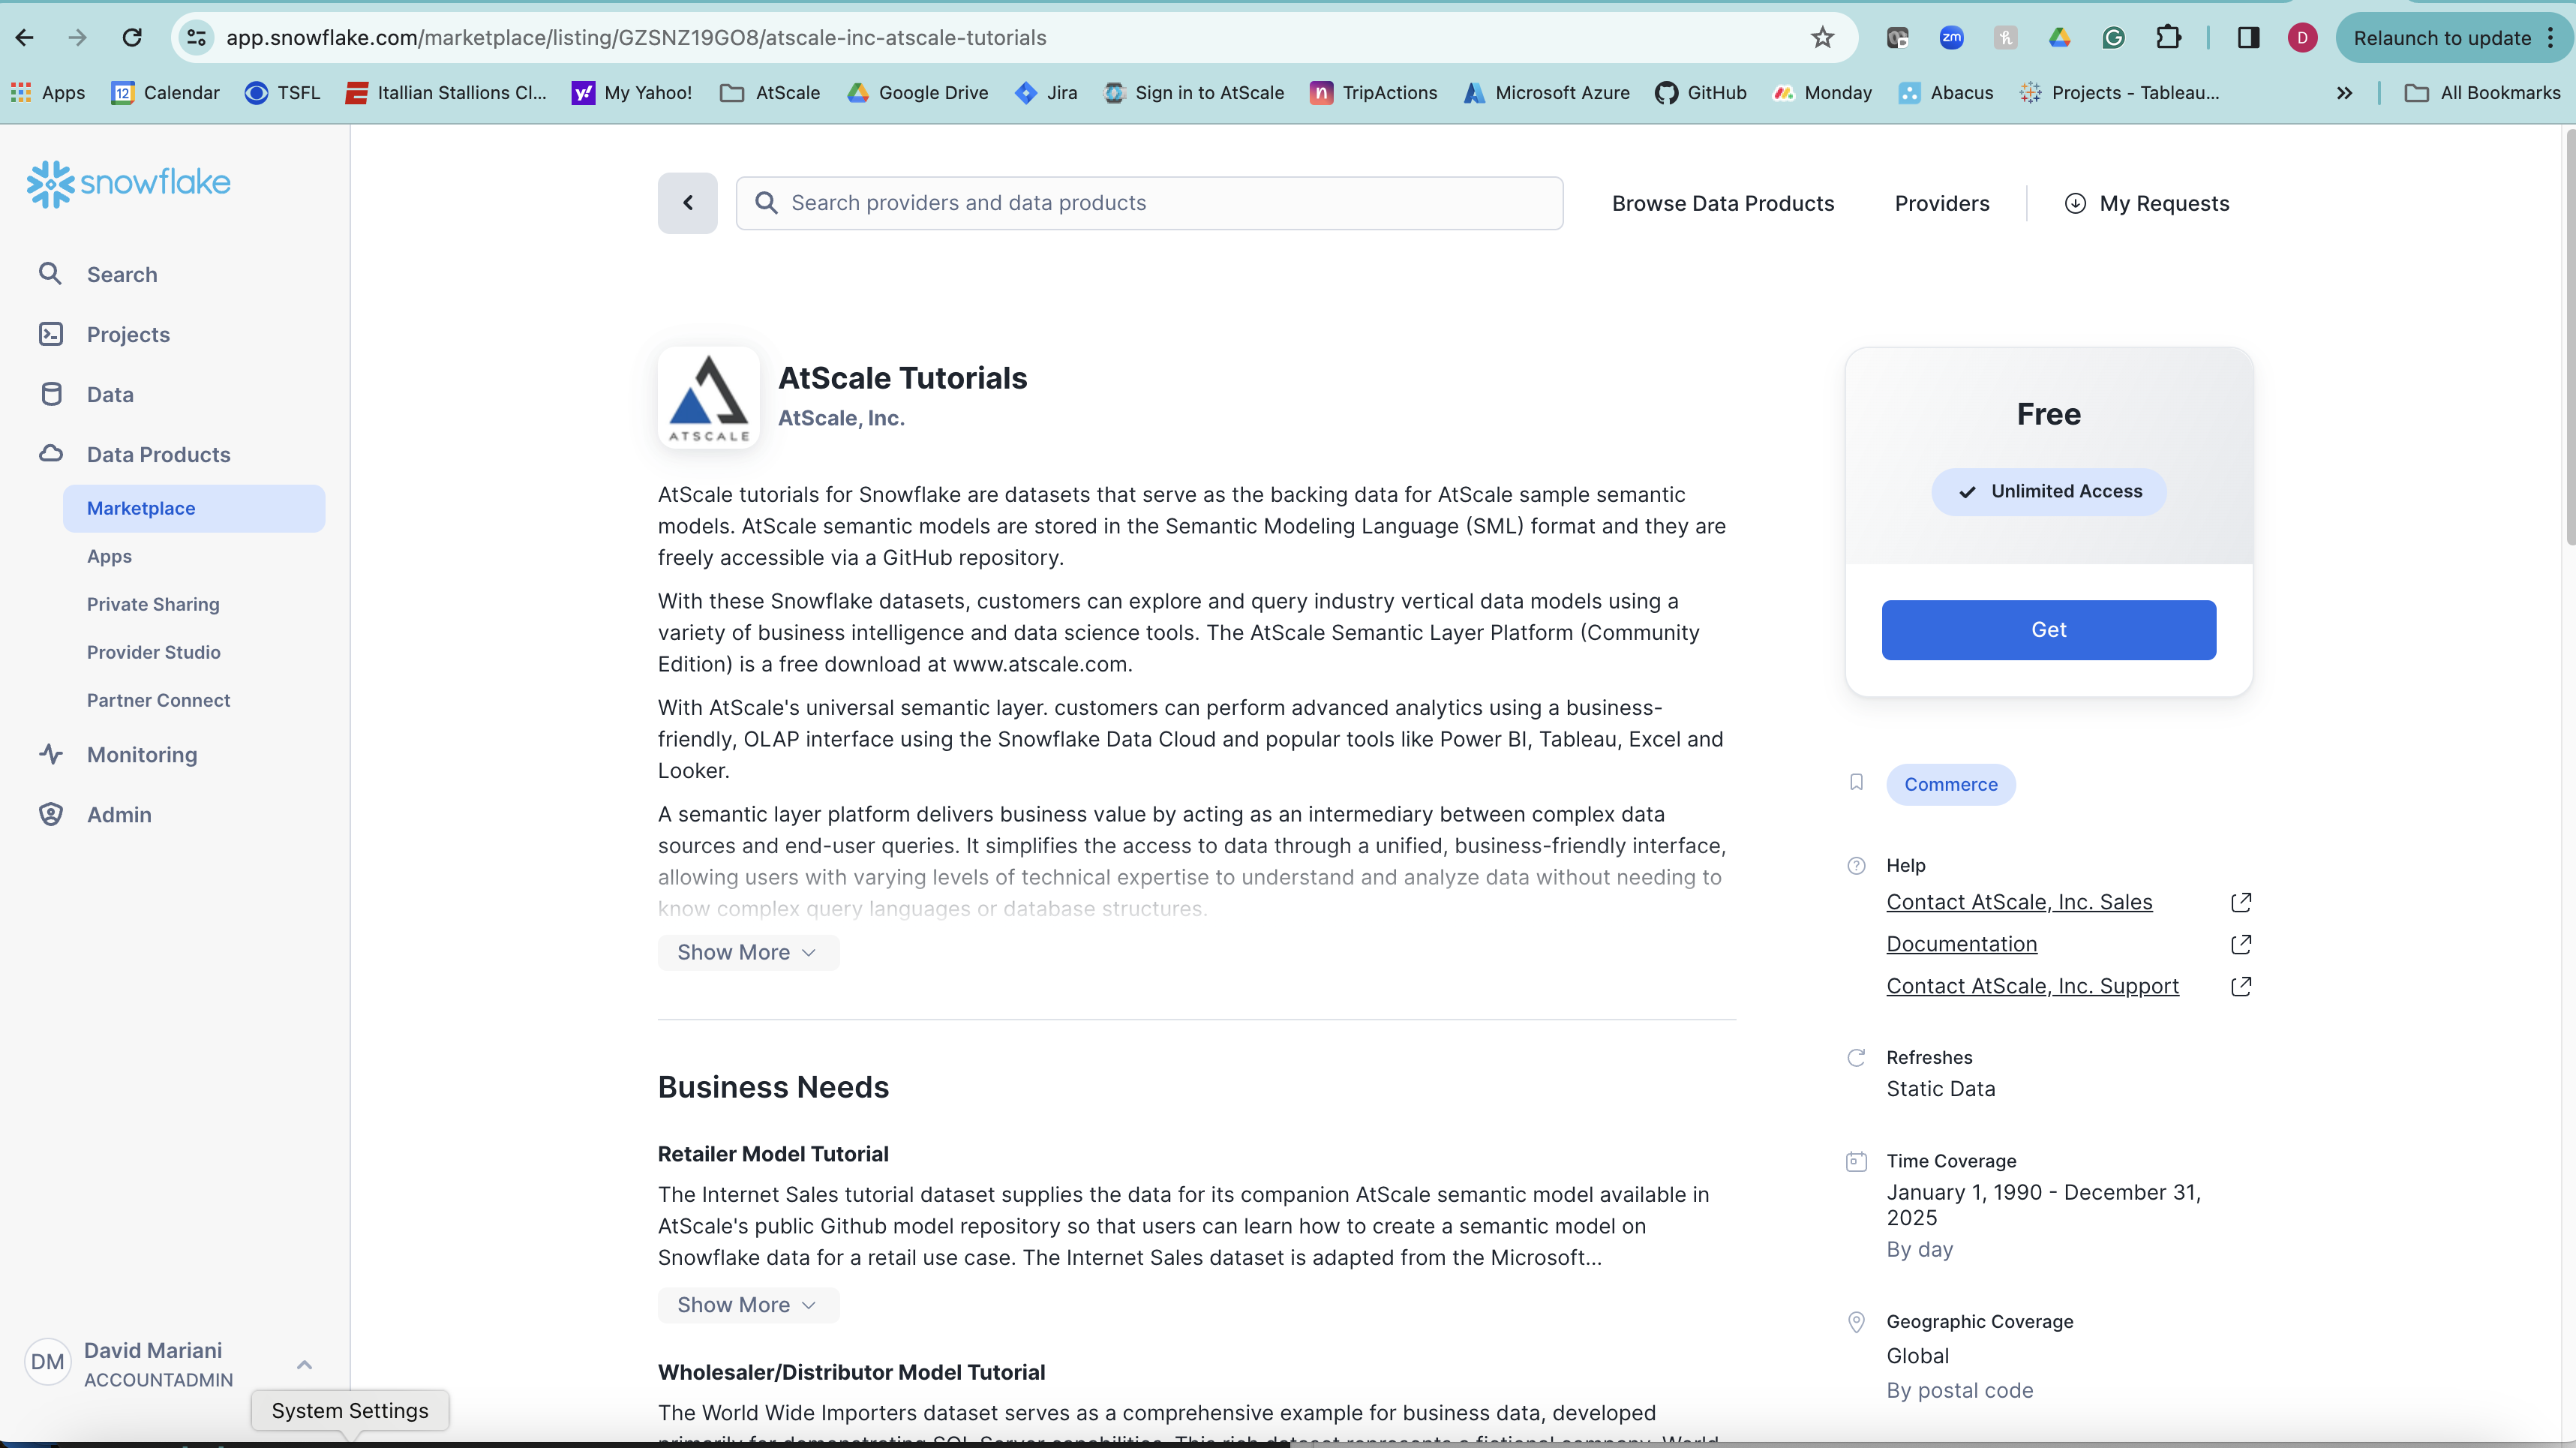 app.snowflake.com/marketplace/listing/GZSNZ19GO8/atscale-inc-atscale-tutorials
zm
D
Relaunch to update
Apps
12
Calendar
TSFL
Itallian Stallions Cl...
y!
My Yahoo!
AtScale
Google Drive
Jira
Sign in to AtScale
n
TripActions
Microsoft Azure
GitHub
Monday
Abacus
Projects - Tableau...
All Bookmarks
snowflake
Search providers and data products
Browse Data Products
Providers
My Requests
Search
Projects
Data
Data Products
Marketplace
Apps
Private Sharing
Provider Studio
Partner Connect
Monitoring
Admin
DM
David Mariani
ACCOUNTADMIN
System Settings
ATSCALE
AtScale Tutorials
AtScale, Inc.
AtScale tutorials for Snowflake are datasets that serve as the backing data for AtScale sample semantic
models. AtScale semantic models are stored in the Semantic Modeling Language (SML) format and they are
freely accessible via a GitHub repository.
With these Snowflake datasets, customers can explore and query industry vertical data models using a
variety of business intelligence and data science tools. The AtScale Semantic Layer Platform (Community
Edition) is a free download at www.atscale.com.
With AtScale's universal semantic layer. customers can perform advanced analytics using a business-
friendly, OLAP interface using the Snowflake Data Cloud and popular tools like Power BI, Tableau, Excel and
Looker.
A semantic layer platform delivers business value by acting as an intermediary between complex data
sources and end-user queries. It simplifies the access to data through a unified, business-friendly interface,
allowing users with varying levels of technical expertise to understand and analyze data without needing to
know complex query languages or database structures.
Show More
Business Needs
Retailer Model Tutorial
The Internet Sales tutorial dataset supplies the data for its companion AtScale semantic model available in
AtScale's public Github model repository so that users can learn how to create a semantic model on
Snowflake data for a retail use case. The Internet Sales dataset is adapted from the Microsoft...
Show More
Wholesaler/Distributor Model Tutorial
The World Wide Importers dataset serves as a comprehensive example for business data, developed
primarily for demonstrating SQL Server capabilities. This rich dataset represents a fictional company, World
Free
Unlimited Access
Get
Commerce
Help
Contact AtScale, Inc. Sales
Documentation
Contact AtScale, Inc. Support
Refreshes
Static Data
Time Coverage
January 1, 1990 - December 31,
2025
By day
Geographic Coverage
Global
By postal code